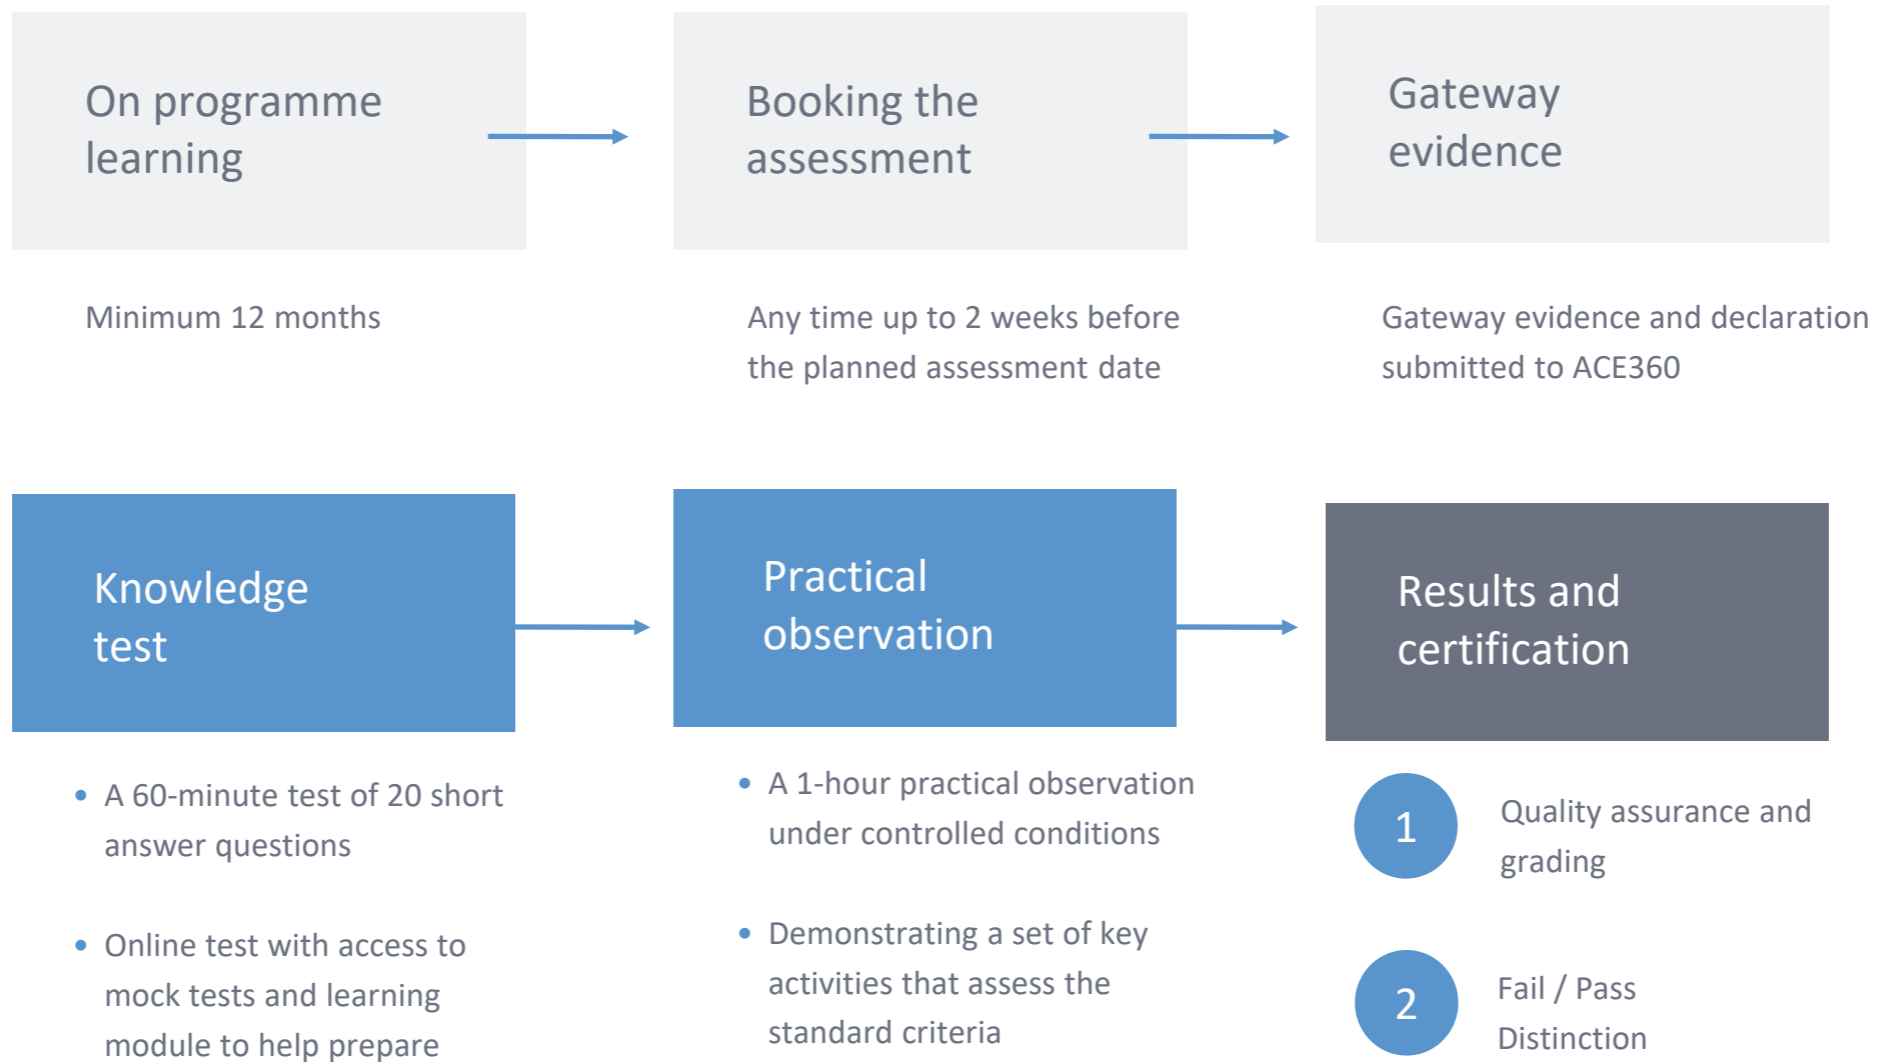 On programme
learning
Minimum 12 months
Booking the
assessment
Any time up to 2 weeks before
the planned assessment date
Gateway
evidence
Gateway evidence and declaration
submitted to ACE360
Knowledge
test
• A 60-minute test of 20 short
answer questions
• Online test with access to
mock tests and learning
module to help prepare
Practical
observation
• A 1-hour practical observation
under controlled conditions
• Demonstrating a set of key
activities that assess the
standard criteria
Results and
certification
1
Quality assurance and
grading
2
Fail / Pass
Distinction